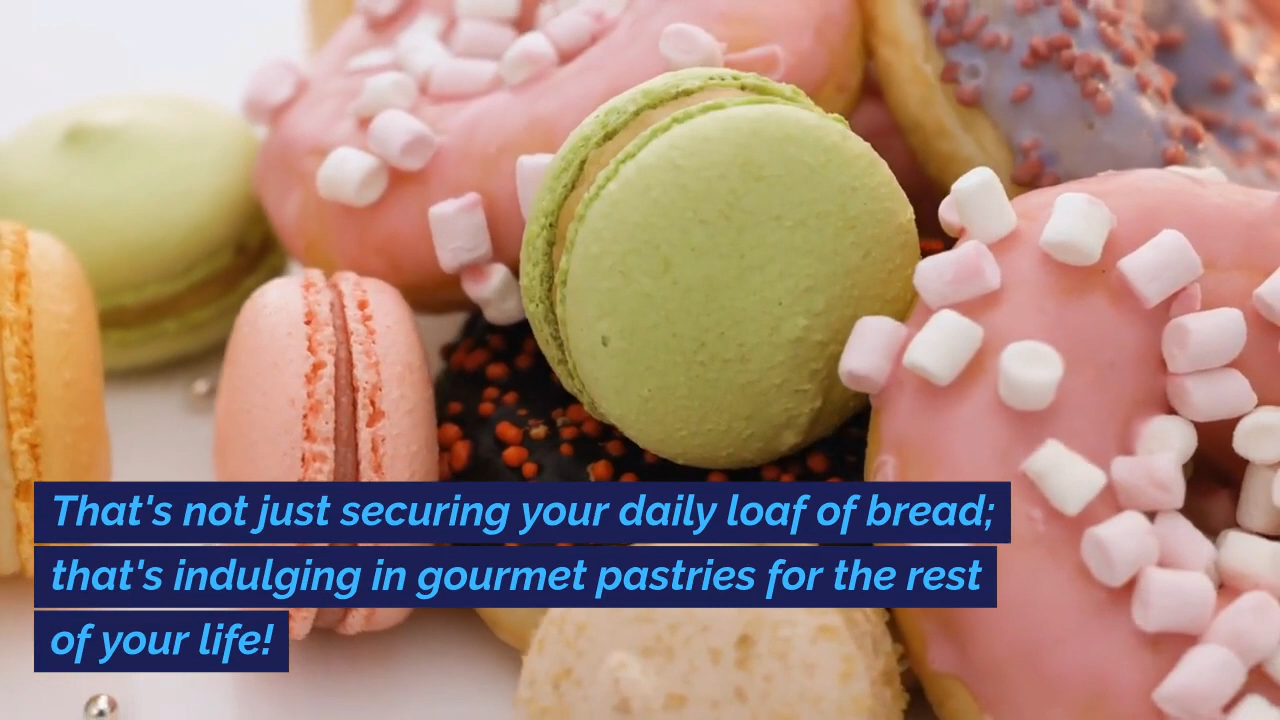 That's not just securing your daily loaf of bread;
that's indulging in gourmet pastries for the rest
of your life!